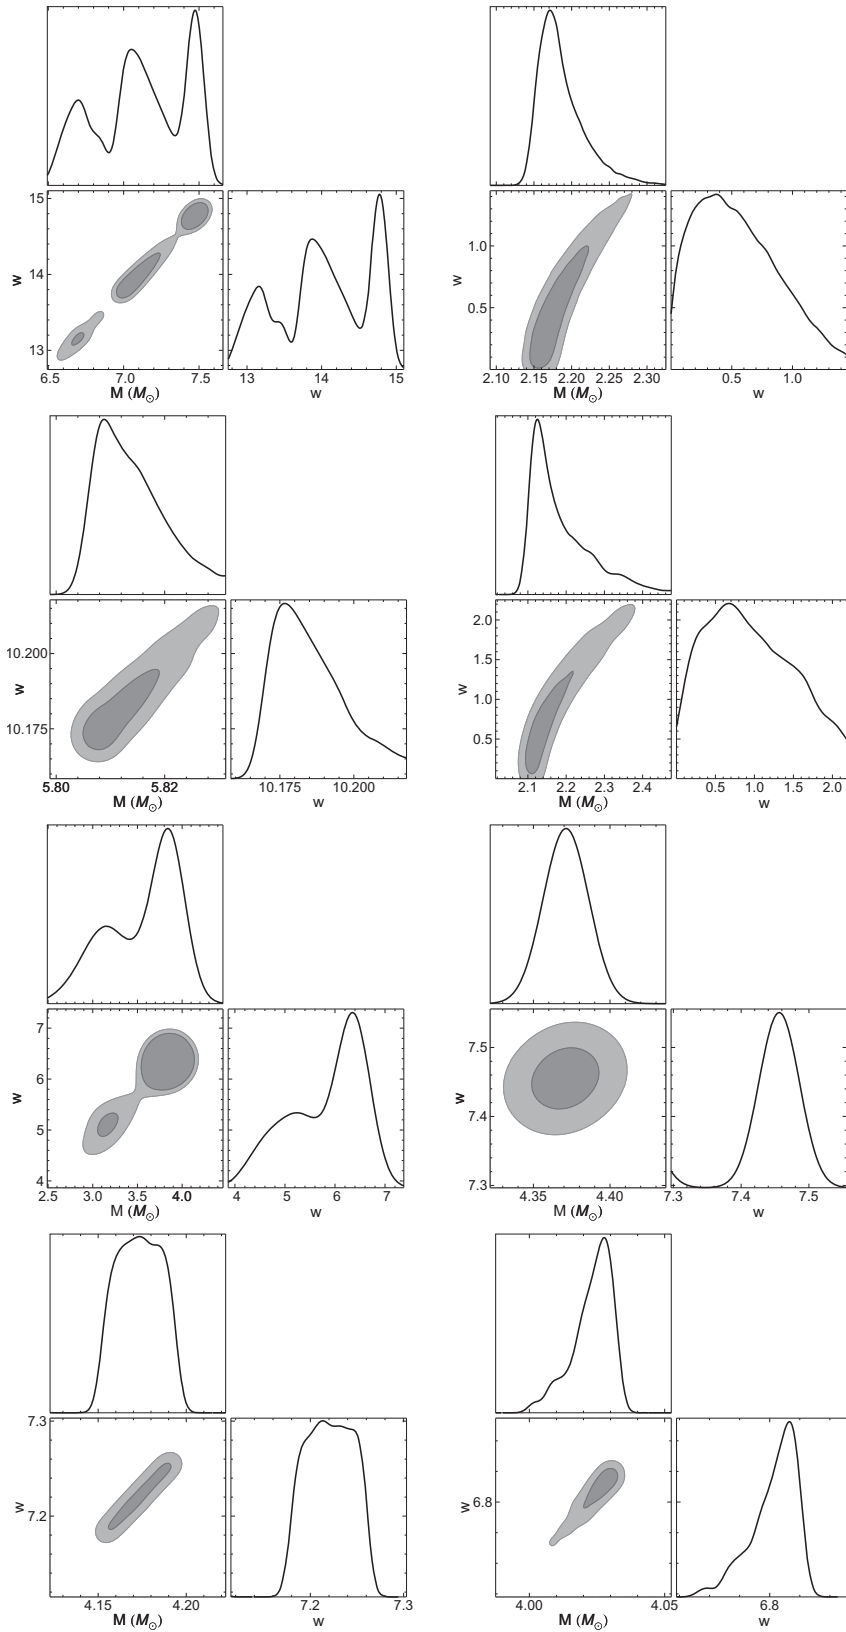 15
14
13
w
6.5 7.0 7.5
M (M⊙)
13 14 15
w
1.0
0.5
w
2.10 2.15 2.20 2.25 2.30
M (M⊙)
0.5 1.0
w
10.200
10.175
w
5.80 5.82
M (M⊙)
10.175 10.200
w
2.0
1.5
1.0
0.5
w
2.1 2.2 2.3 2.4
M (M⊙)
0.5 1.0 1.5 2.0
w
7
6
5
4
w
2.5 3.0 3.5 4.0
M (M⊙)
4 5 6 7
w
7.5
7.4
7.3
w
4.35 4.40
M (M⊙)
7.3 7.4 7.5
w
7.3
7.2
w
4.15 4.20
M (M⊙)
7.2 7.3
w
6.8
w
4.00 4.05
M (M⊙)
6.8
w